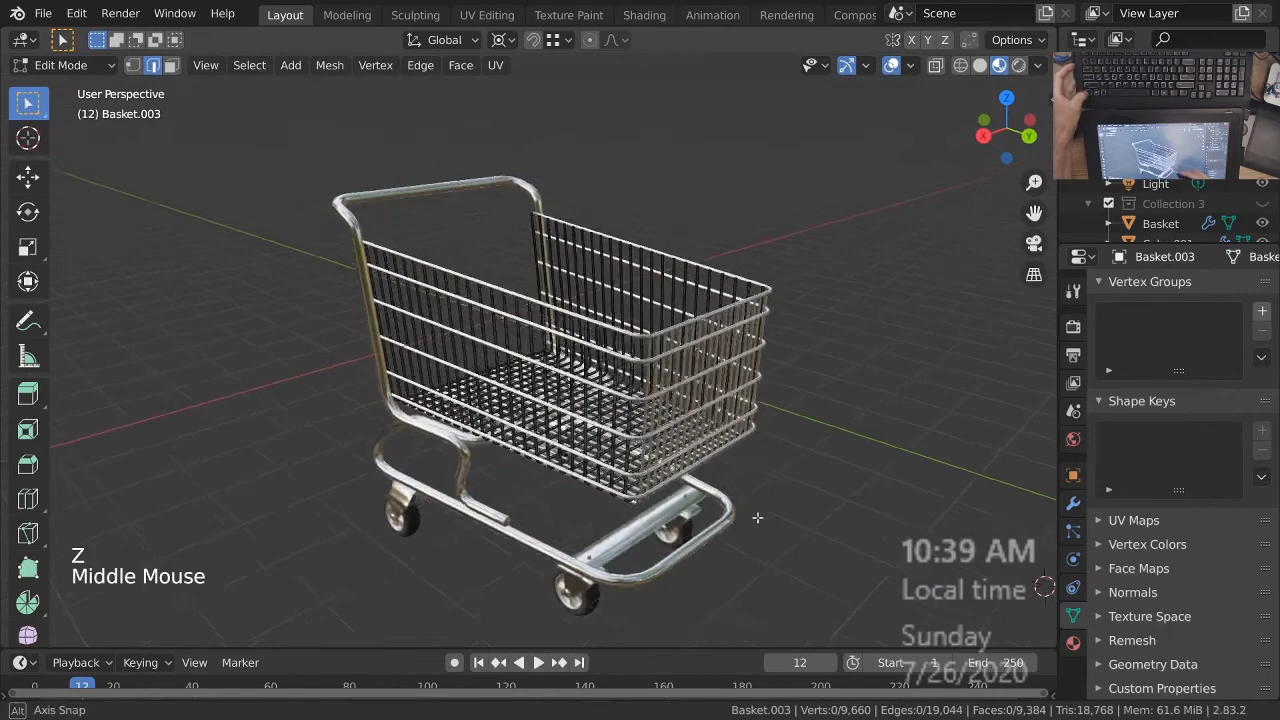 File Edit Render Window Help Layout Modeling Sculpting UV Editing Texture Paint Shading Animation Rendering Compos Scene View Layer
Global Options
Edit Mode View Select Add Mesh Vertex Edge Face UV
X Y Z
User Perspective
(12) Basket.003
Z
X
Y
Light
Collection 3
Basket
Basket.003 Baske
Vertex Groups
Shape Keys
UV Maps
Vertex Colors
Face Maps
Normals
Texture Space
Remesh
Geometry Data
Custom Properties
Z
Middle Mouse
10:39 AM
Local time
Sunday
7/26/2020
Playback Keying View Marker 12 Start 1 End 250
0 12 20 40 60 80 100 120 140 160 180 200 220 240
Alt Axis Snap Basket.003 | Verts:0/9,660 | Edges:0/19,044 | Faces:0/9,384 | Tris:18,768 | Mem: 61.6 MiB | 2.83.2